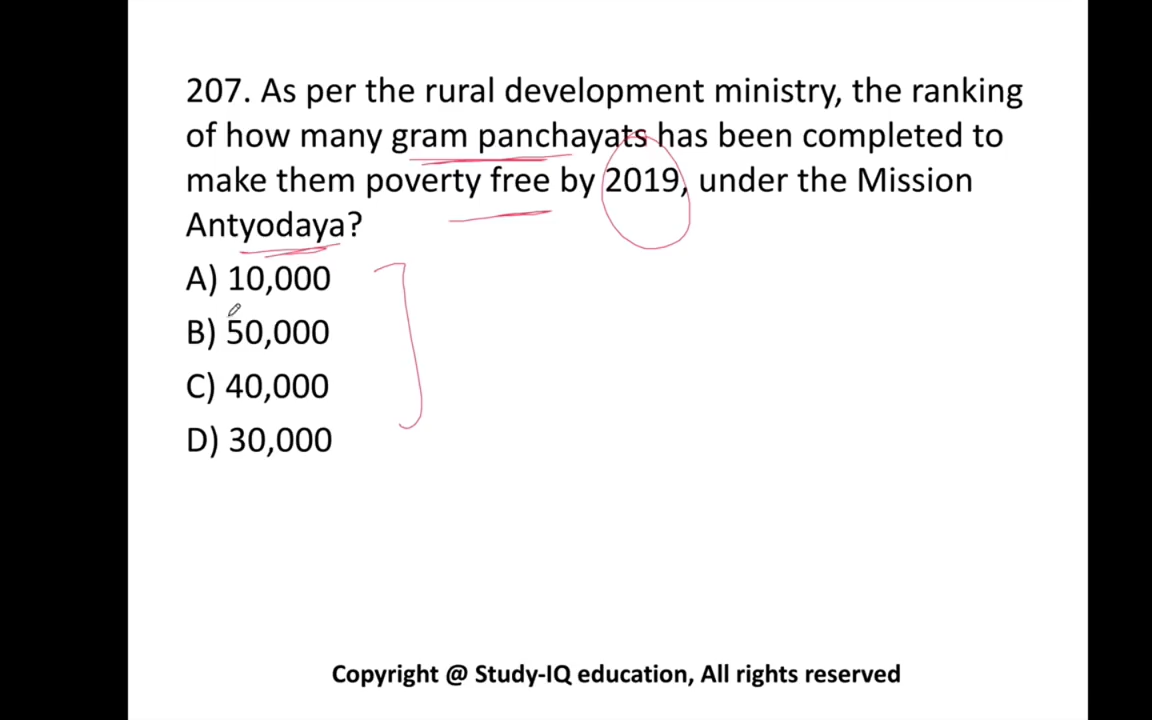 207. As per the rural development ministry, the ranking
of how many gram panchayats has been completed to
make them poverty free by 2019, under the Mission
Antyodaya?
A) 10,000
B) 50,000
C) 40,000
D) 30,000
Copyright @ Study-IQ education, All rights reserved